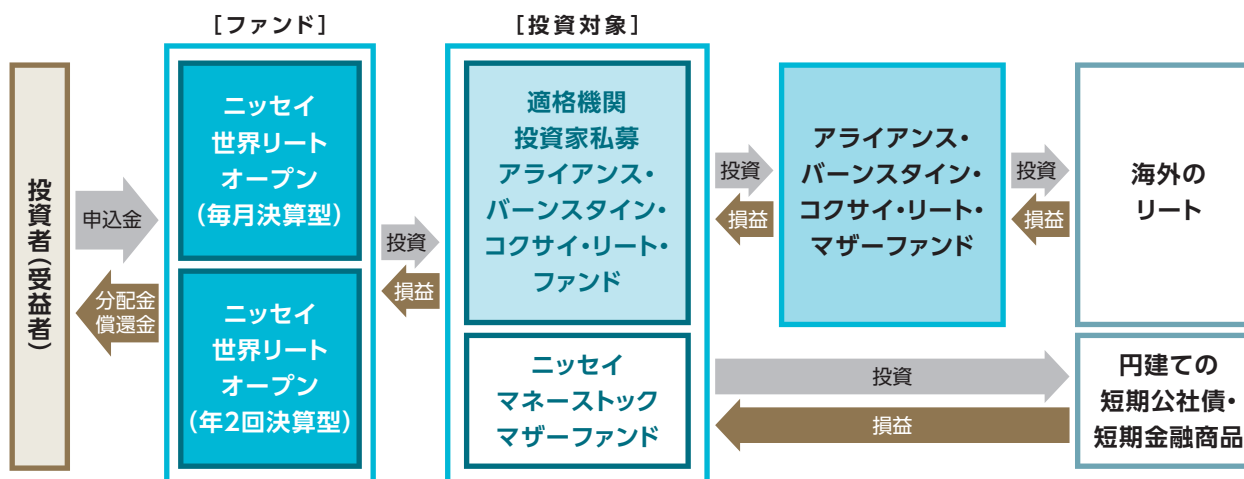 ［ファンド］
［投資対象］
投資者（受益者）
申込金
分配金
償還金
ニッセイ
世界リート
オープン
（毎月決算型）
ニッセイ
世界リート
オープン
（年2回決算型）
投資
損益
適格機関
投資家私募
アライアンス・
バーンスタイン・
コクサイ・リート・
ファンド
ニッセイ
マネーストック
マザーファンド
投資
損益
アライアンス・
バーンスタイン・
コクサイ・リート・
マザーファンド
投資
損益
海外の
リート
投資
損益
円建ての
短期公社債・
短期金融商品